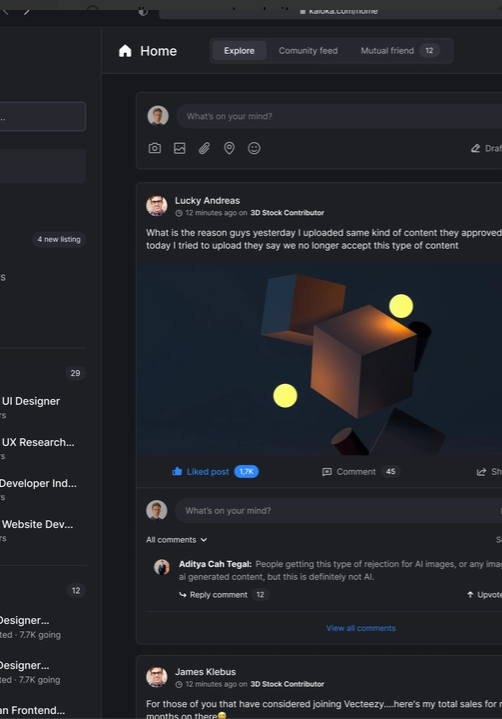 kaloka.com/home
Home
Explore
Comunity feed
Mutual friend 12
...
What's on your mind?
Draf
4 new listing
Lucky Andreas
12 minutes ago on 3D Stock Contributor
What is the reason guys yesterday I uploaded same kind of content they approved
today I tried to upload they say we no longer accept this type of content
29
UI Designer
rs
UX Research...
rs
Developer Ind...
rs
Website Dev...
rs
Liked post 1,7K
Comment 45
Sh
What's on your mind?
All comments
Aditya Cah Tegal: People getting this type of rejection for AI images, or any imag
ai generated content, but this is definitely not AI.
Reply comment 12
Upvote
View all comments
12
Designer...
ted · 7.7K going
Designer...
ted · 7.7K going
an Frontend...
James Klebus
12 minutes ago on 3D Stock Contributor
For those of you that have considered joining Vecteezy....here's my total sales for
months on there😅